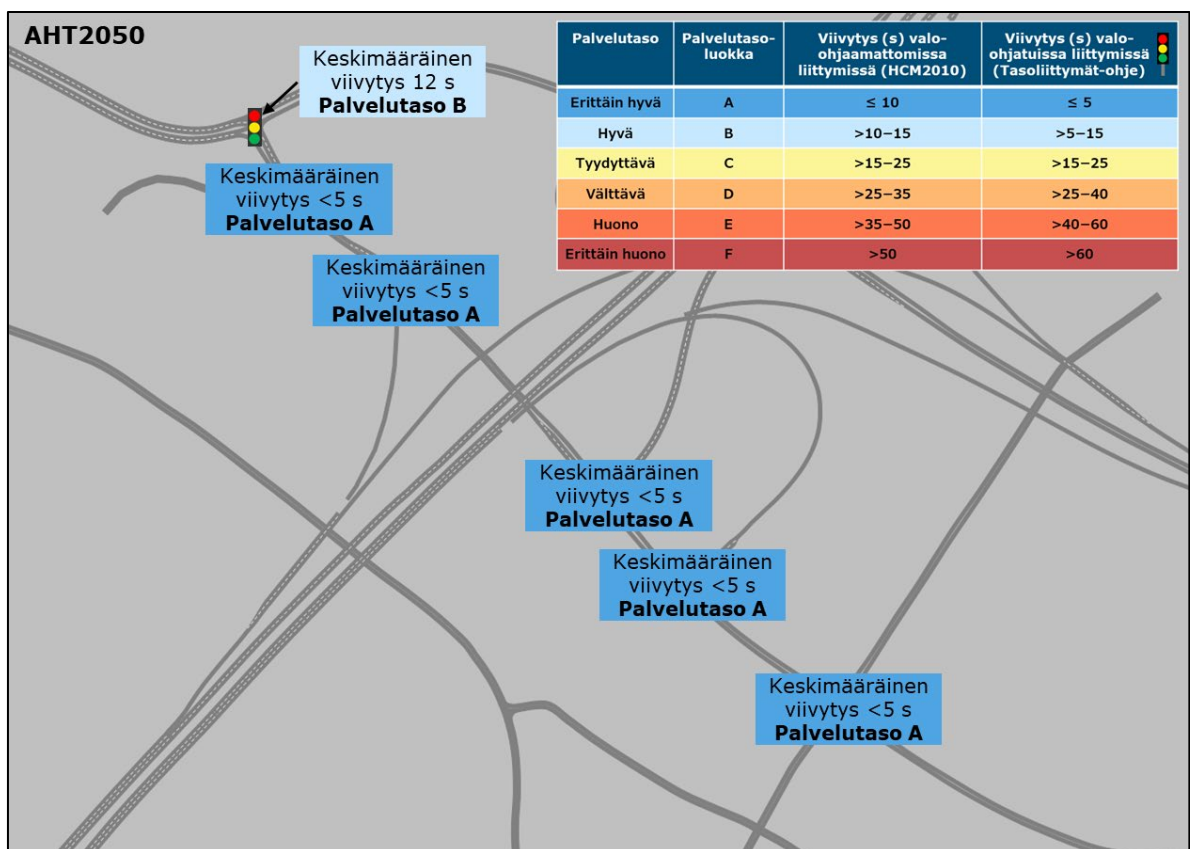 AHT2050
Keskimääräinen
viivytys 12 s
Palvelutaso B
Palvelutaso
Palvelutaso-
luokka
Viivytys (s) valo-
ohjaamattomissa
liittymissä (HCM2010)
Viivytys (s) valo-
ohjatuissa liittymissä
(Tasoliittymät-ohje)
Erittäin hyvä A ≤ 10 ≤ 5
Hyvä B >10−15 >5−15
Tyydyttävä C >15−25 >15−25
Välttävä D >25−35 >25−40
Huono E >35−50 >40−60
Erittäin huono F >50 >60
Keskimääräinen
viivytys <5 s
Palvelutaso A
Keskimääräinen
viivytys <5 s
Palvelutaso A
Keskimääräinen
viivytys <5 s
Palvelutaso A
Keskimääräinen
viivytys <5 s
Palvelutaso A
Keskimääräinen
viivytys <5 s
Palvelutaso A